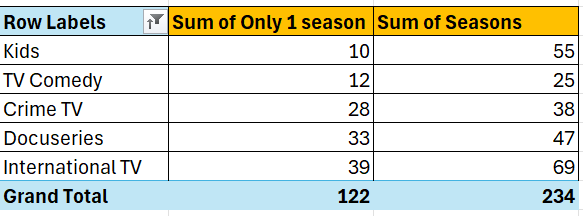 Row Labels Sum of Only 1 season Sum of Seasons
Kids 10 55
TV Comedy 12 25
Crime TV 28 38
Docuseries 33 47
International TV 39 69
Grand Total 122 234